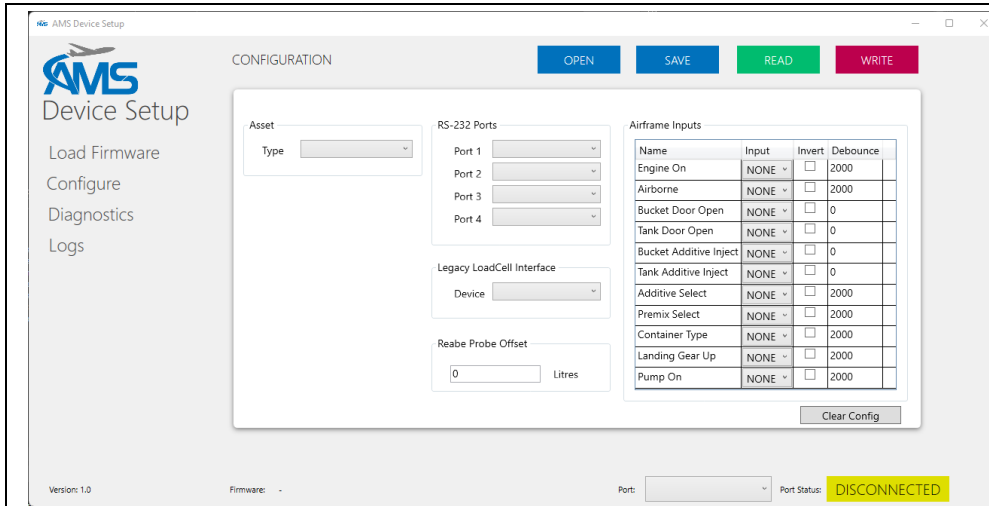 AMS AMS Device Setup
AMS
Device Setup
Load Firmware
Configure
Diagnostics
Logs
CONFIGURATION
OPEN SAVE READ WRITE
Asset
Type
RS-232 Ports
Port 1
Port 2
Port 3
Port 4
Legacy LoadCell Interface
Device
Reabe Probe Offset
0 Litres
Airframe Inputs
Name Input Invert Debounce
Engine On NONE 2000
Airborne NONE 2000
Bucket Door Open NONE 0
Tank Door Open NONE 0
Bucket Additive Inject NONE 0
Tank Additive Inject NONE 0
Additive Select NONE 2000
Premix Select NONE 2000
Container Type NONE 2000
Landing Gear Up NONE 2000
Pump On NONE 2000
Clear Config
Version: 1.0 Firmware: - Port: Port Status: DISCONNECTED